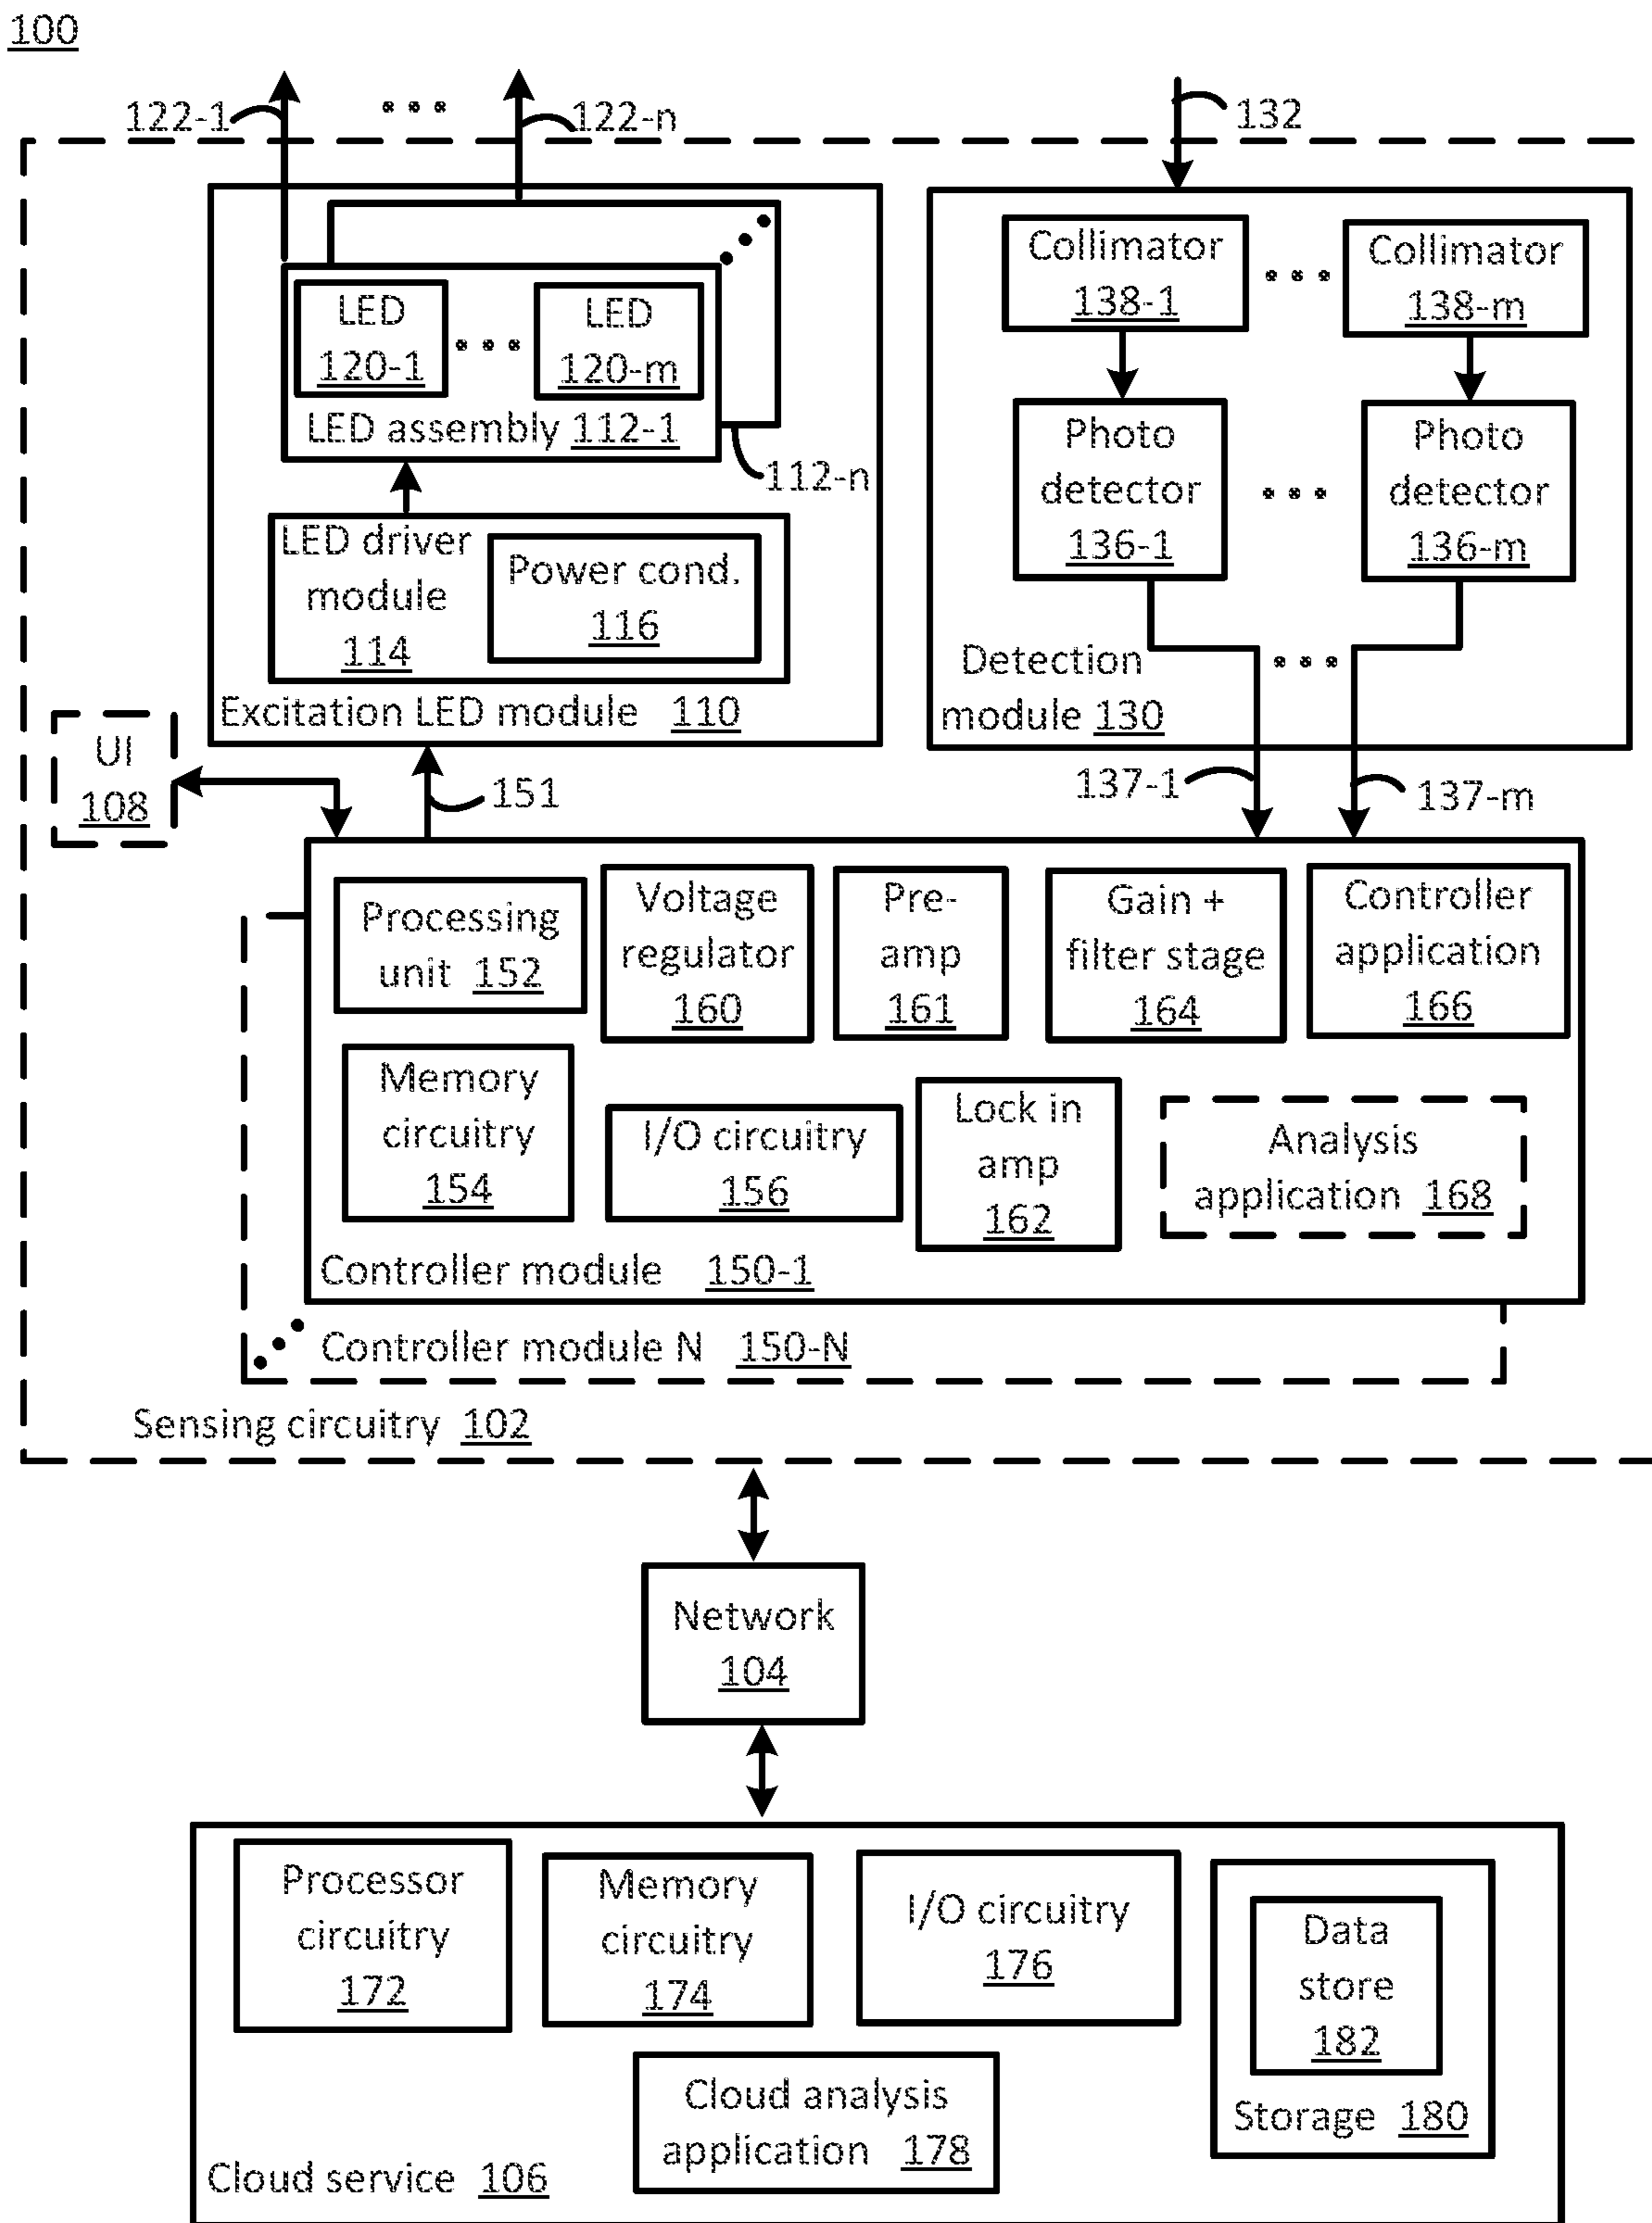 100
122-1
122-n
132
LED
120-1
LED
120-m
LED assembly 112-1
112-n
LED driver
module
114
Power cond.
116
Excitation LED module 110
Collimator
138-1
Collimator
138-m
Photo
detector
136-1
Photo
detector
136-m
Detection
module 130
UI
108
151
137-1
137-m
Processing
unit 152
Voltage
regulator
160
Pre-
amp
161
Gain +
filter stage
164
Controller
application
166
Memory
circuitry
154
I/O circuitry
156
Lock in
amp
162
Analysis
application 168
Controller module 150-1
Controller module N 150-N
Sensing circuitry 102
Network
104
Processor
circuitry
172
Memory
circuitry
174
I/O circuitry
176
Data
store
182
Storage 180
Cloud analysis
application 178
Cloud service 106